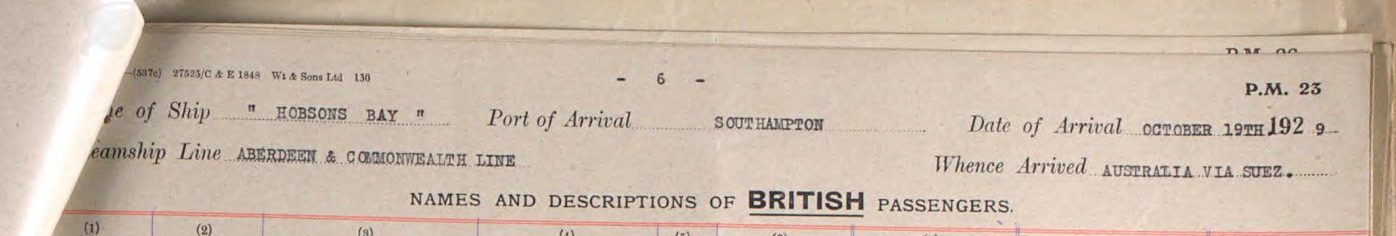 (537c) 27525/C & E 1848 Wt & Sons Ltd 130
- 6 -
P.M. 23
of Ship " HOBSONS BAY " Port of Arrival SOUTHAMPTON Date of Arrival OCTOBER 19TH 192 9
eamship Line ABERDEEN & COMMONWEALTH LINE Whence Arrived AUSTRALIA VIA SUEZ.
NAMES AND DESCRIPTIONS OF BRITISH PASSENGERS.
(1) (2) (3)